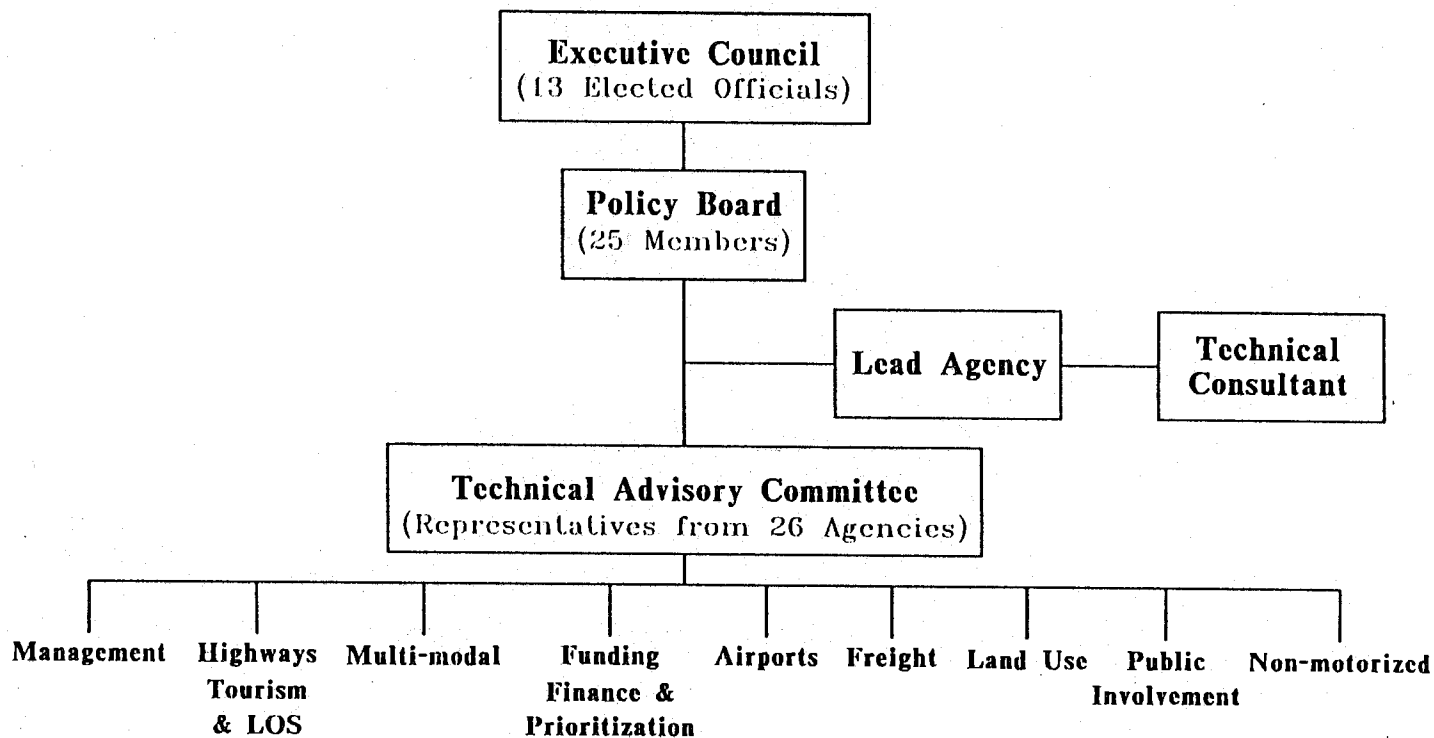 Executive Council
(13 Elected Officials)
Policy Board
(25 Members)
Lead Agency
Technical
Consultant
Technical Advisory Committee
(Representatives from 26 Agencies)
Management
Highways
Tourism
& LOS
Multi-modal
Funding
Finance &
Prioritization
Airports
Freight
Land Use
Public
Involvement
Non-motorized